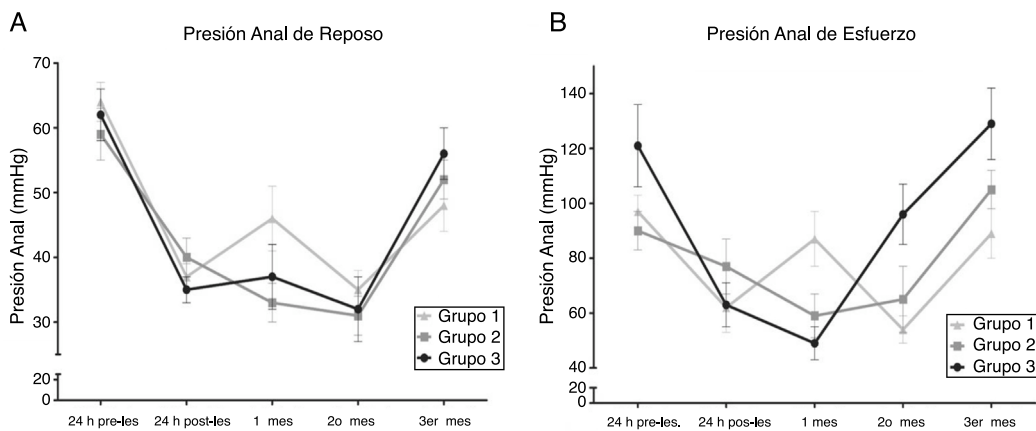 A
Presión Anal de Reposo
Presión Anal (mmHg)
70
60
50
40
30
20
0
24 h pre-les
24 h post-les
1 mes
2o mes
3er mes
Grupo 1
Grupo 2
Grupo 3
B
Presión Anal de Esfuerzo
Presión Anal (mmHg)
140
120
100
80
60
40
20
0
24 h pre-les.
24 h pos-les
1 mes
2o mes
3er mes
Grupo 1
Grupo 2
Grupo 3